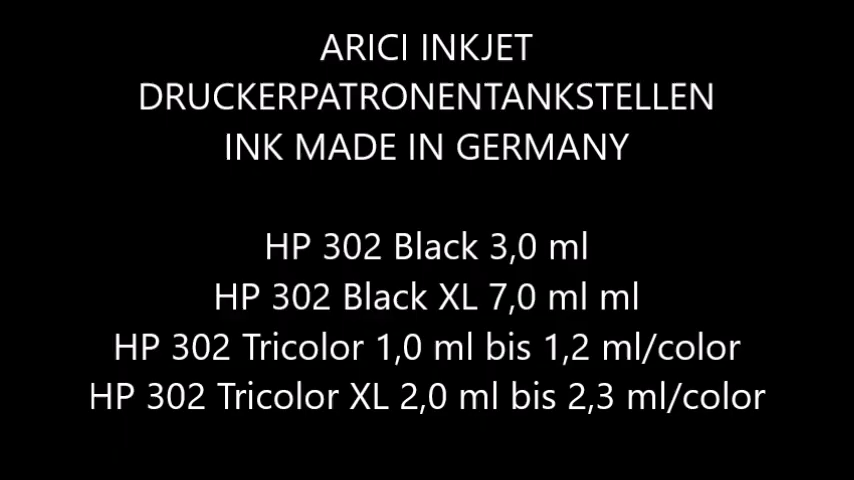 ARICI INKJET
DRUCKERPATRONENTANKSTELLEN
INK MADE IN GERMANY
HP 302 Black 3,0 ml
HP 302 Black XL 7,0 ml ml
HP 302 Tricolor 1,0 ml bis 1,2 ml/color
HP 302 Tricolor XL 2,0 ml bis 2,3 ml/color